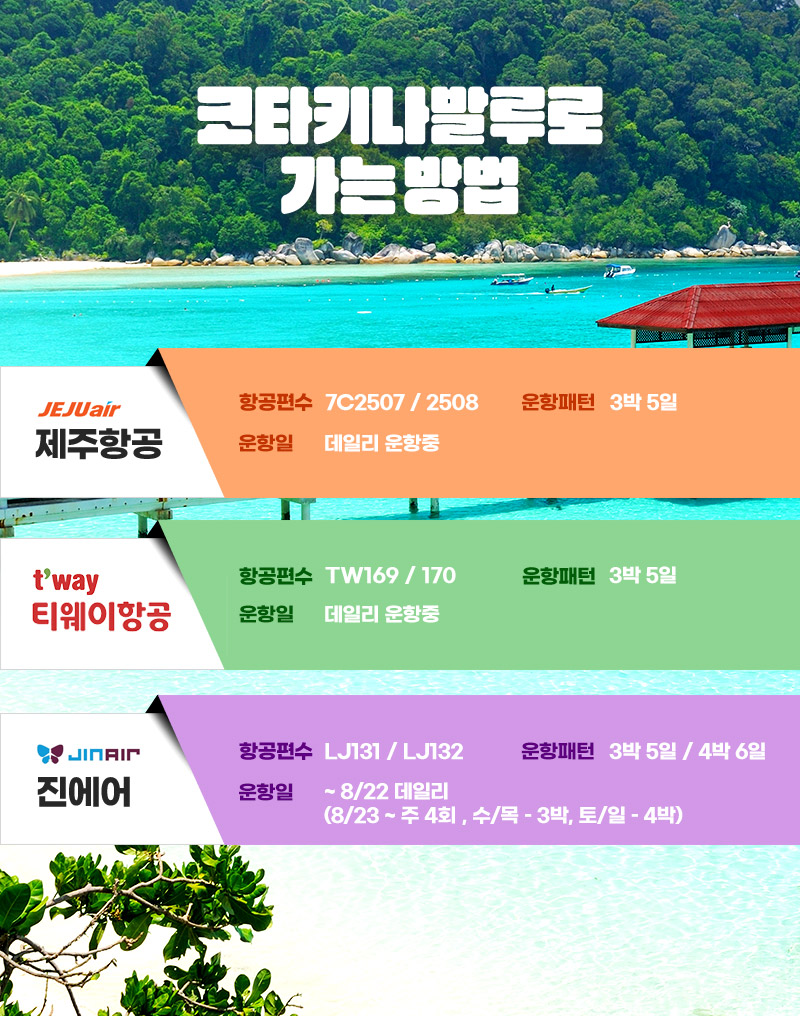 코타키나발루로
가는 방법
JEJUair
제주항공
항공편수 7C2507 / 2508 운항패턴 3박 5일
운항일 데일리 운항중
t'way
티웨이항공
항공편수 TW169 / 170 운항패턴 3박 5일
운항일 데일리 운항중
JINAIR
진에어
항공편수 LJ131 / LJ132 운항패턴 3박 5일 / 4박 6일
운항일 ~ 8/22 데일리
(8/23 ~ 주 4회 , 수/목 - 3박, 토/일 - 4박)